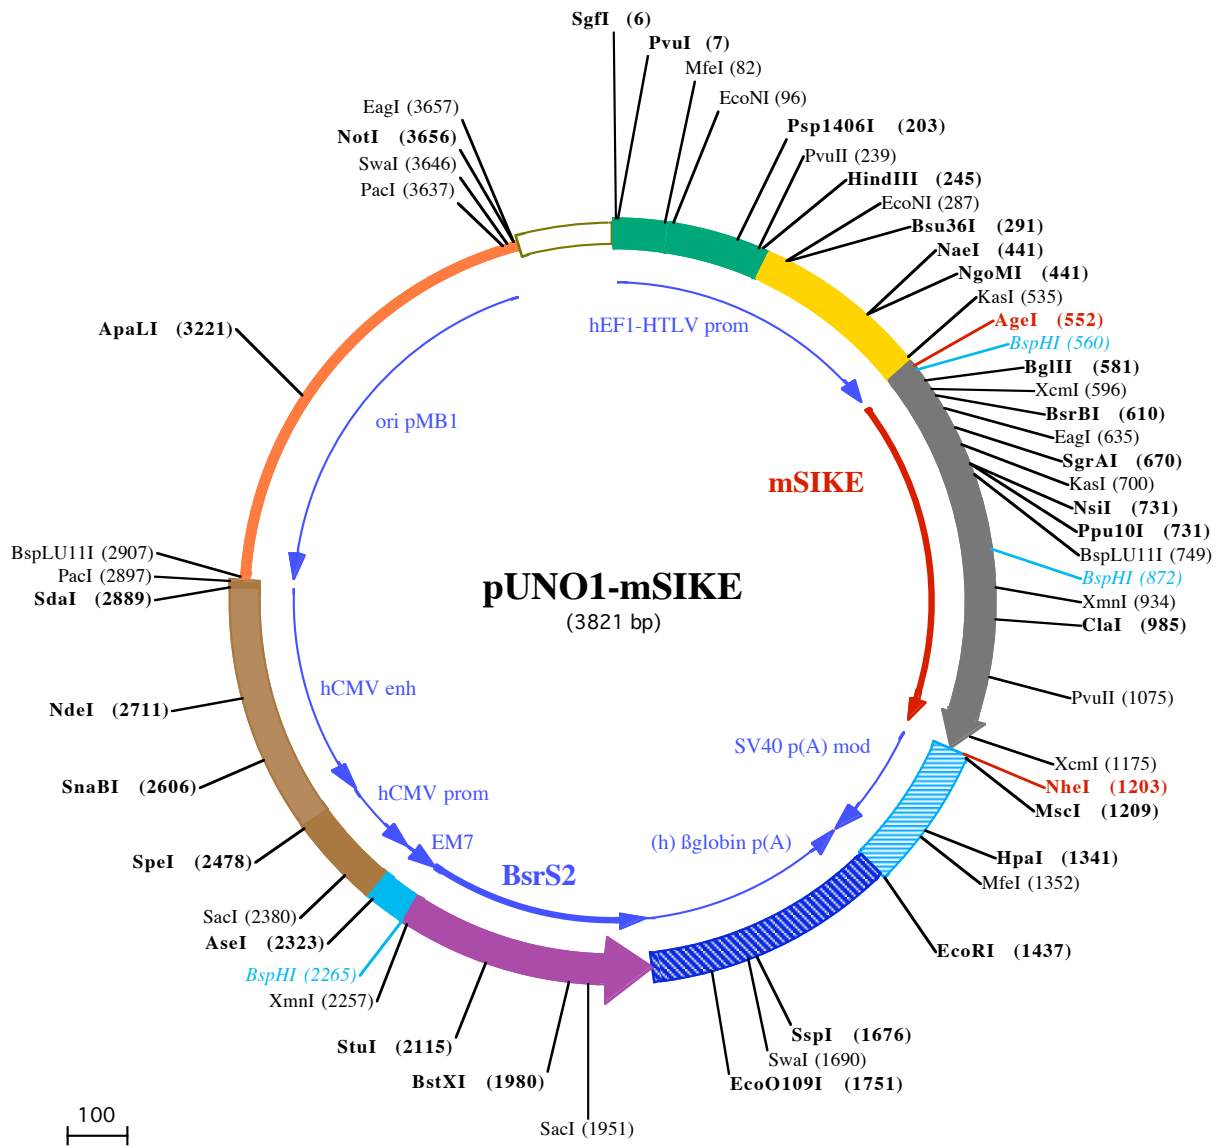 SgfI (6)
PvuI (7)
MfeI (82)
EcoNI (96)
Psp1406I (203)
PvuII (239)
HindIII (245)
EcoNI (287)
Bsu36I (291)
NaeI (441)
NgoMI (441)
KasI (535)
AgeI (552)
BspHI (560)
BglII (581)
XcmI (596)
BsrBI (610)
EagI (635)
SgrAI (670)
KasI (700)
NsiI (731)
Ppu10I (731)
BspLU11I (749)
BspHI (872)
XmnI (934)
ClaI (985)
PvuII (1075)
XcmI (1175)
NheI (1203)
MscI (1209)
HpaI (1341)
MfeI (1352)
EcoRI (1437)
SspI (1676)
SwaI (1690)
EcoO109I (1751)
SacI (1951)
BstXI (1980)
StuI (2115)
XmnI (2257)
BspHI (2265)
AseI (2323)
SacI (2380)
SpeI (2478)
SnaBI (2606)
NdeI (2711)
SdaI (2889)
PacI (2897)
BspLU11I (2907)
ApaLI (3221)
PacI (3637)
SwaI (3646)
NotI (3656)
EagI (3657)
hEF1-HTLV prom
ori pMB1
mSIKE
pUNO1-mSIKE
(3821 bp)
hCMV enh
SV40 p(A) mod
hCMV prom
EM7
(h) ßglobin p(A)
BsrS2
100